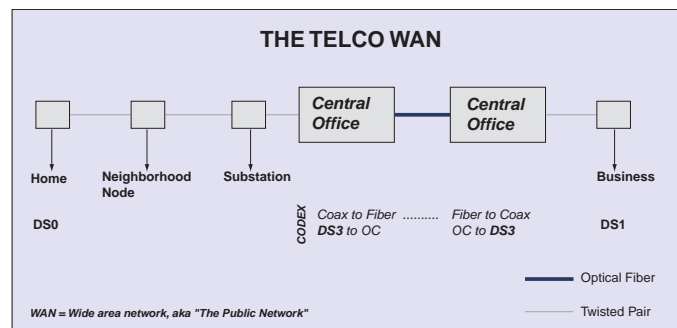 THE TELCO WAN
Central
Office
Central
Office
Home
Neighborhood
Node
Substation
Business
DS0
CODEX
Coax to Fiber ..........
DS3 to OC
Fiber to Coax
OC to DS3
DS1
Optical Fiber
WAN = Wide area network, aka "The Public Network"
Twisted Pair